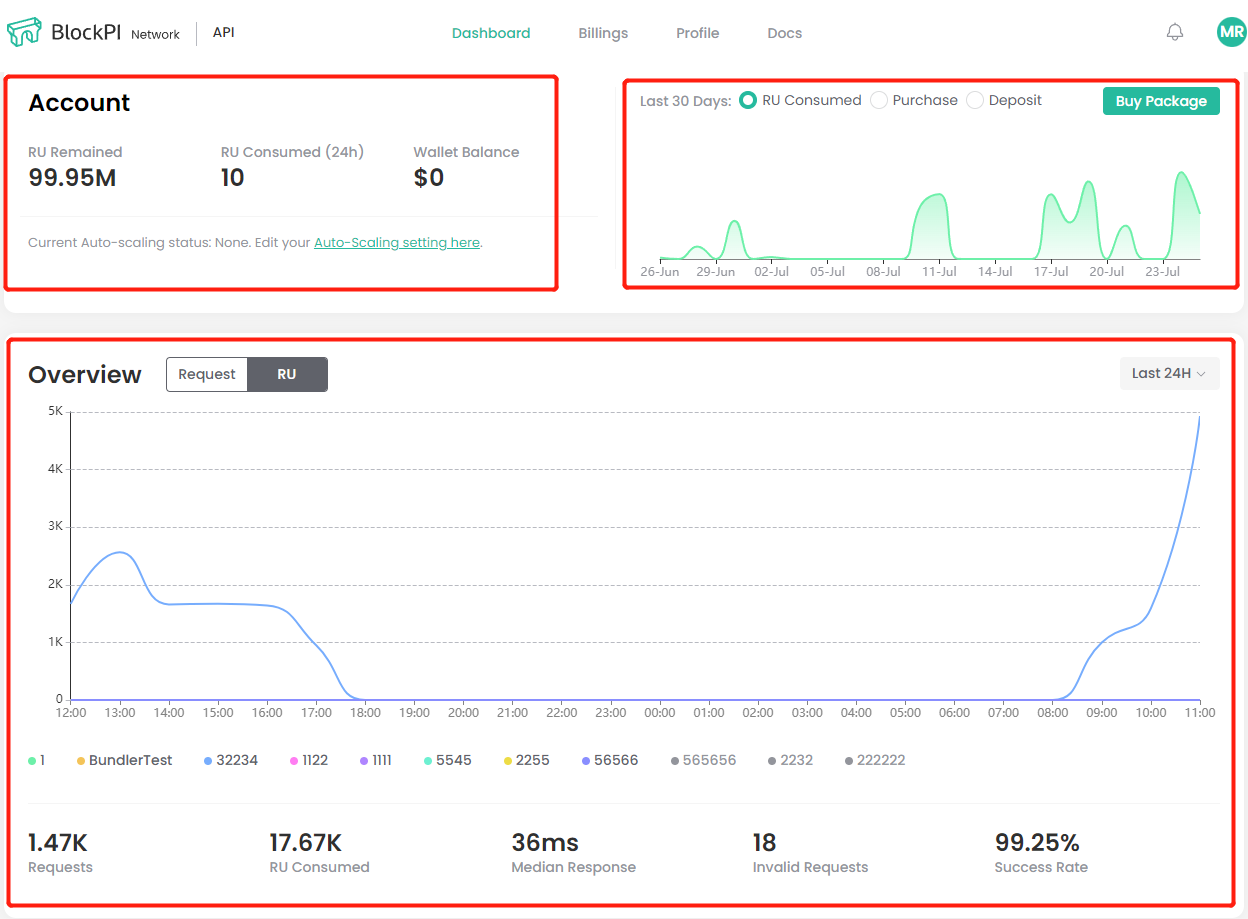 BlockPI Network API Dashboard Billings Profile Docs MR
Account
RU Remained RU Consumed (24h) Wallet Balance
99.95M 10 $0
Current Auto-scaling status: None. Edit your Auto-Scaling setting here.
Last 30 Days: RU Consumed Purchase Deposit Buy Package
26-Jun 29-Jun 02-Jul 05-Jul 08-Jul 11-Jul 14-Jul 17-Jul 20-Jul 23-Jul
Overview Request RU Last 24H
5K
4K
3K
2K
1K
0
12:00 13:00 14:00 15:00 16:00 17:00 18:00 19:00 20:00 21:00 22:00 23:00 00:00 01:00 02:00 03:00 04:00 05:00 06:00 07:00 08:00 09:00 10:00 11:00
1 BundlerTest 32234 1122 1111 5545 2255 56566 565656 2232 222222
1.47K 17.67K 36ms 18 99.25%
Requests RU Consumed Median Response Invalid Requests Success Rate